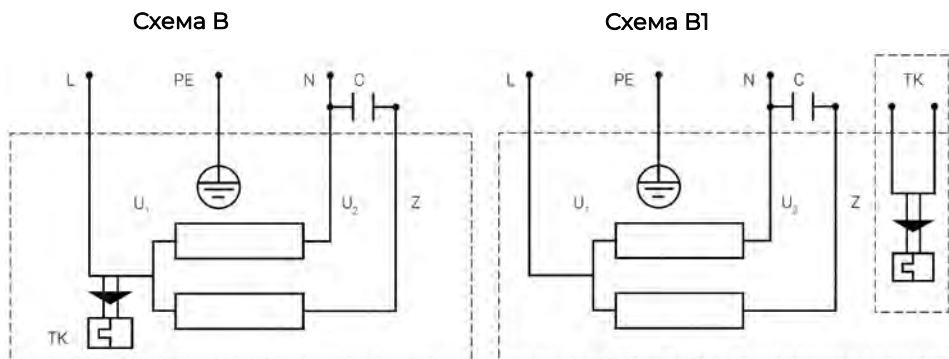 Схема B
Схема B1
L PE N C
L PE N C TK
U₁ U₂ Z
U₁ U₂ Z
TK